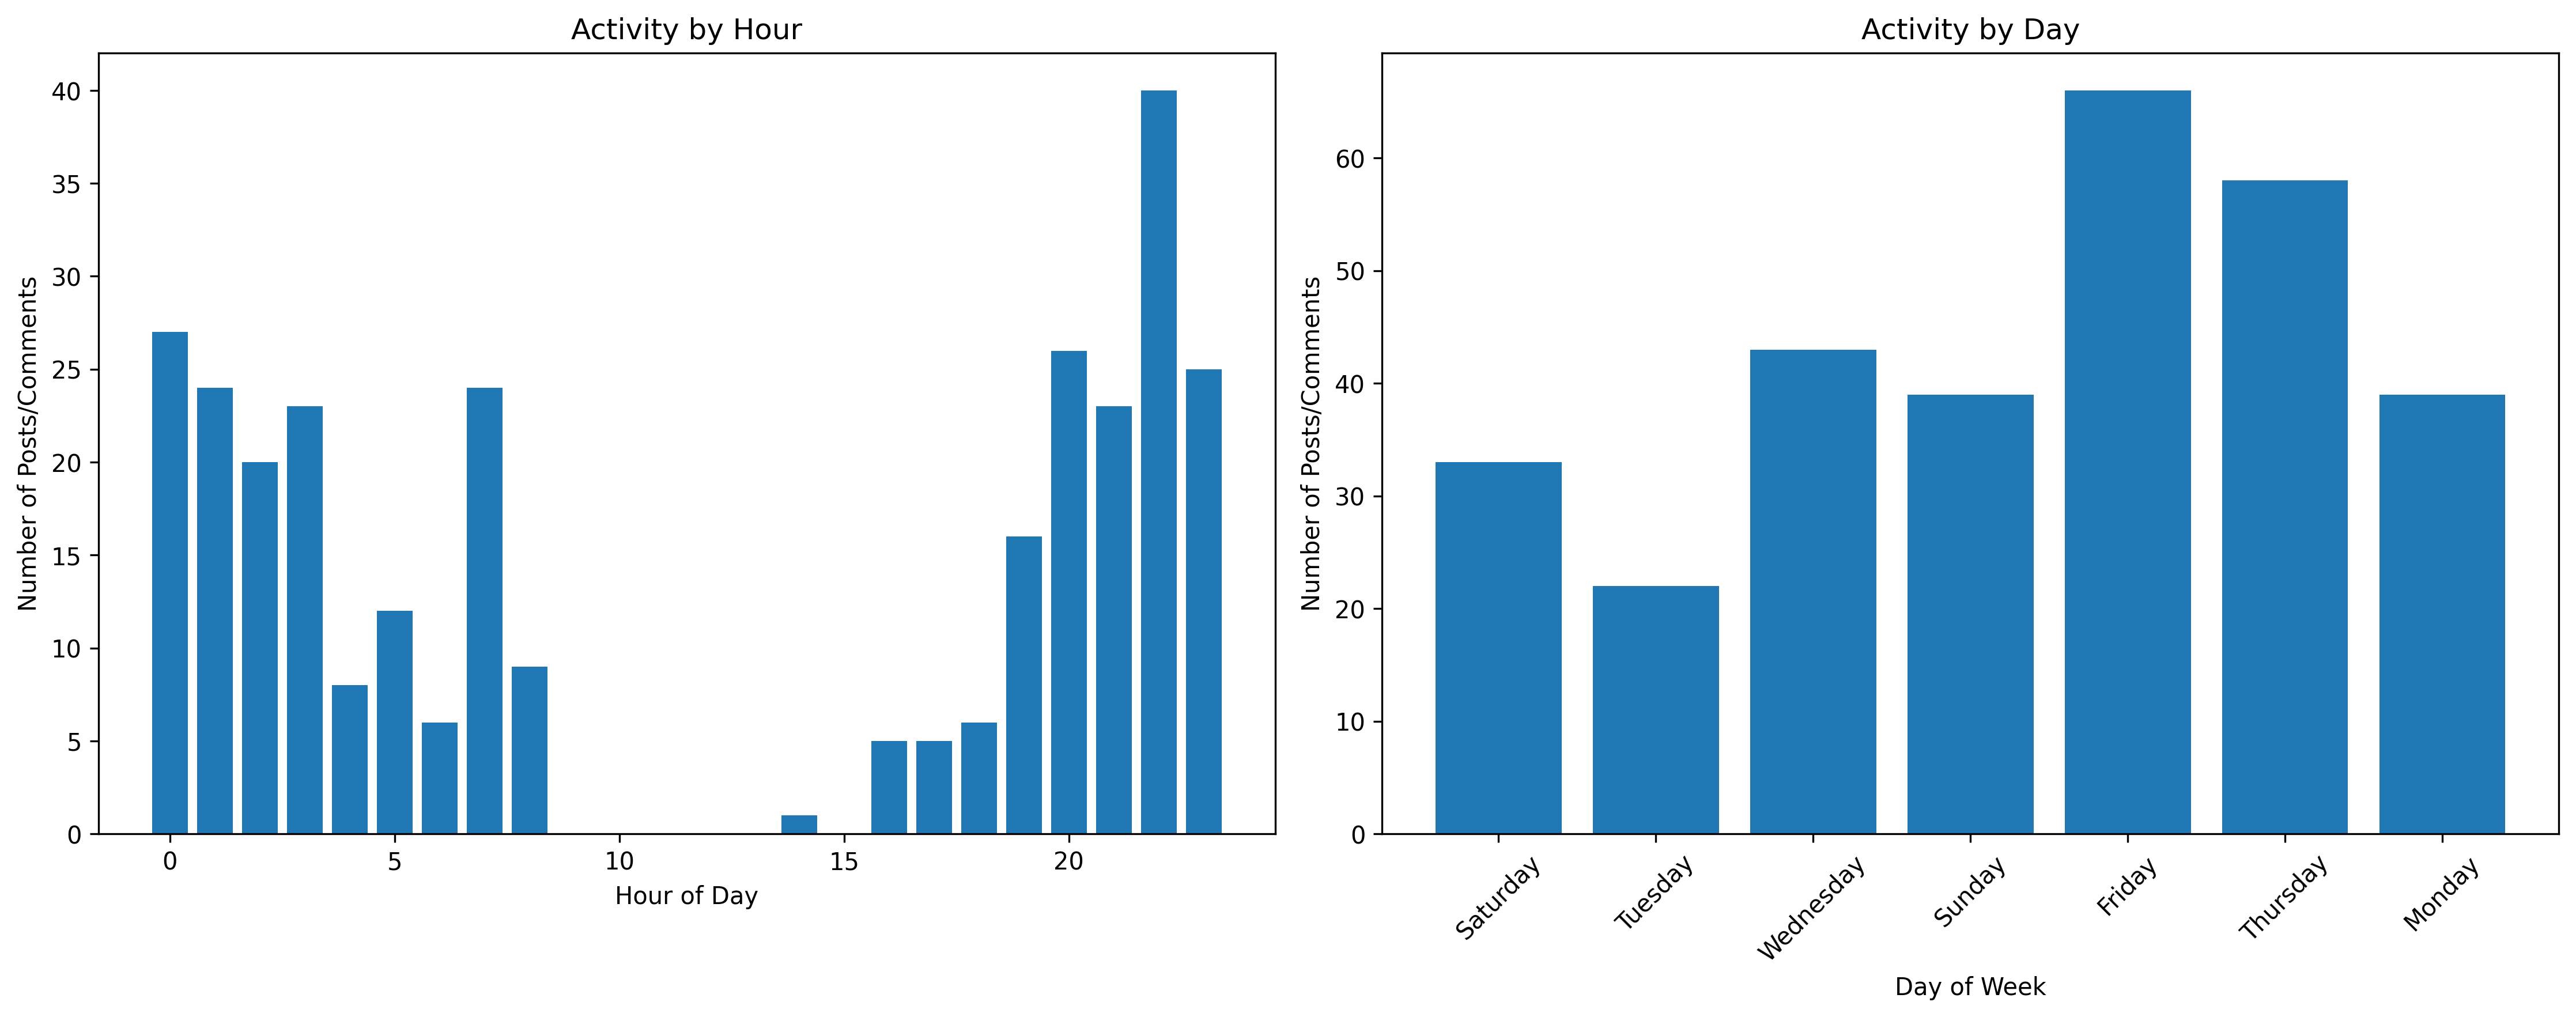 Activity by Hour
Number of Posts/Comments
40
35
30
25
20
15
10
5
0
0 5 10 15 20
Hour of Day
Activity by Day
Number of Posts/Comments
60
50
40
30
20
10
0
Saturday Tuesday Wednesday Sunday Friday Thursday Monday
Day of Week